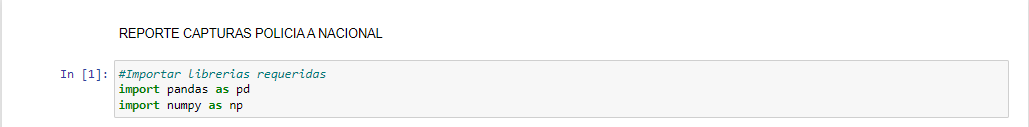 REPORTE CAPTURAS POLICIA A NACIONAL
In [1]: #Importar librerias requeridas
import pandas as pd
import numpy as np